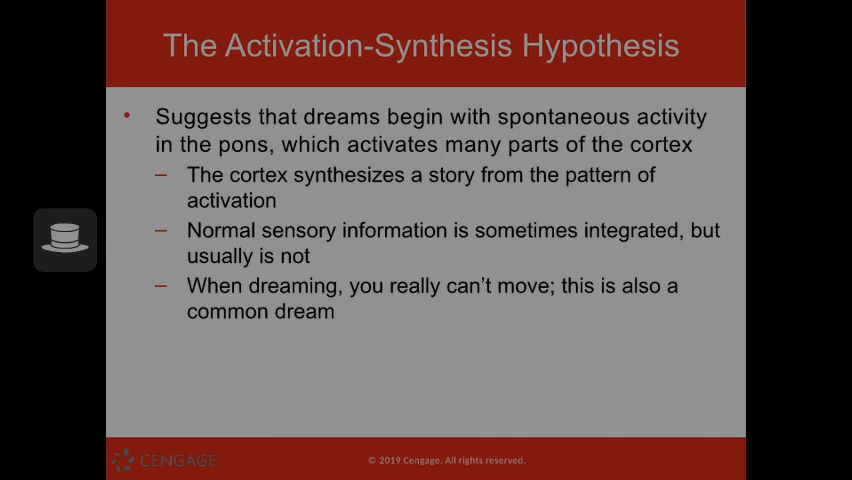 The Activation-Synthesis Hypothesis
• Suggests that dreams begin with spontaneous activity
in the pons, which activates many parts of the cortex
– The cortex synthesizes a story from the pattern of
activation
– Normal sensory information is sometimes integrated, but
usually is not
– When dreaming, you really can’t move; this is also a
common dream
CENGAGE
© 2019 Cengage. All rights reserved.